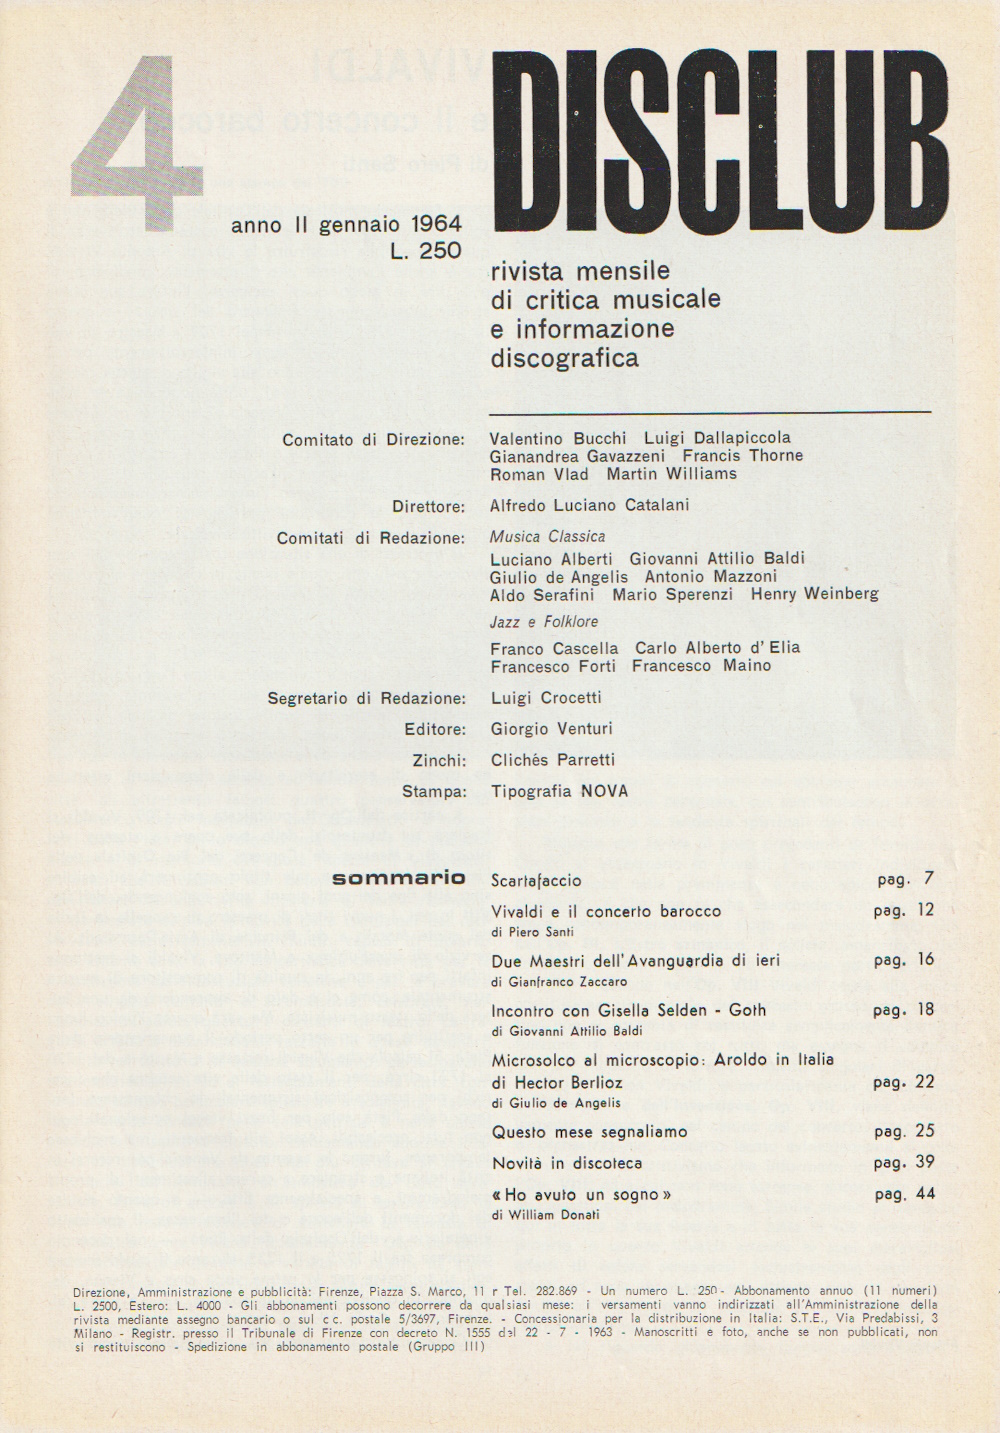 4
DISCLUB
anno II gennaio 1964
L. 250
rivista mensile
di critica musicale
e informazione
discografica
Comitato di Direzione: Valentino Bucchi Luigi Dallapiccola
Gianandrea Gavazzeni Francis Thorne
Roman Vlad Martin Williams
Direttore: Alfredo Luciano Catalani
Comitati di Redazione: Musica Classica
Luciano Alberti Giovanni Attilio Baldi
Giulio de Angelis Antonio Mazzoni
Aldo Serafini Mario Sperenzi Henry Weinberg
Jazz e Folklore
Franco Cascella Carlo Alberto d'Elia
Francesco Forti Francesco Maino
Segretario di Redazione: Luigi Crocetti
Editore: Giorgio Venturi
Zinchi: Clichés Parretti
Stampa: Tipografia NOVA
sommario Scartafaccio pag. 7
Vivaldi e il concerto barocco pag. 12
di Piero Santi
Due Maestri dell'Avanguardia di ieri pag. 16
di Gianfranco Zaccaro
Incontro con Gisella Selden - Goth pag. 18
di Giovanni Attilio Baldi
Microsolco al microscopio: Aroldo in Italia
di Hector Berlioz pag. 22
di Giulio de Angelis
Questo mese segnaliamo pag. 25
Novità in discoteca pag. 39
«Ho avuto un sogno» pag. 44
di William Donati
Direzione, Amministrazione e pubblicità: Firenze, Piazza S. Marco, 11 r Tel. 282.869 - Un numero L. 250 - Abbonamento annuo (11 numeri)
L. 2500, Estero: L. 4000 - Gli abbonamenti possono decorrere da qualsiasi mese: i versamenti vanno indirizzati all'Amministrazione della
rivista mediante assegno bancario o sul c c. postale 5/3697, Firenze. - Concessionaria per la distribuzione in Italia: S.T.E., Via Predabissi, 3
Milano - Registr. presso il Tribunale di Firenze con decreto N. 1555 del 22 - 7 - 1963 - Manoscritti e foto, anche se non pubblicati, non
si restituiscono - Spedizione in abbonamento postale (Gruppo III)